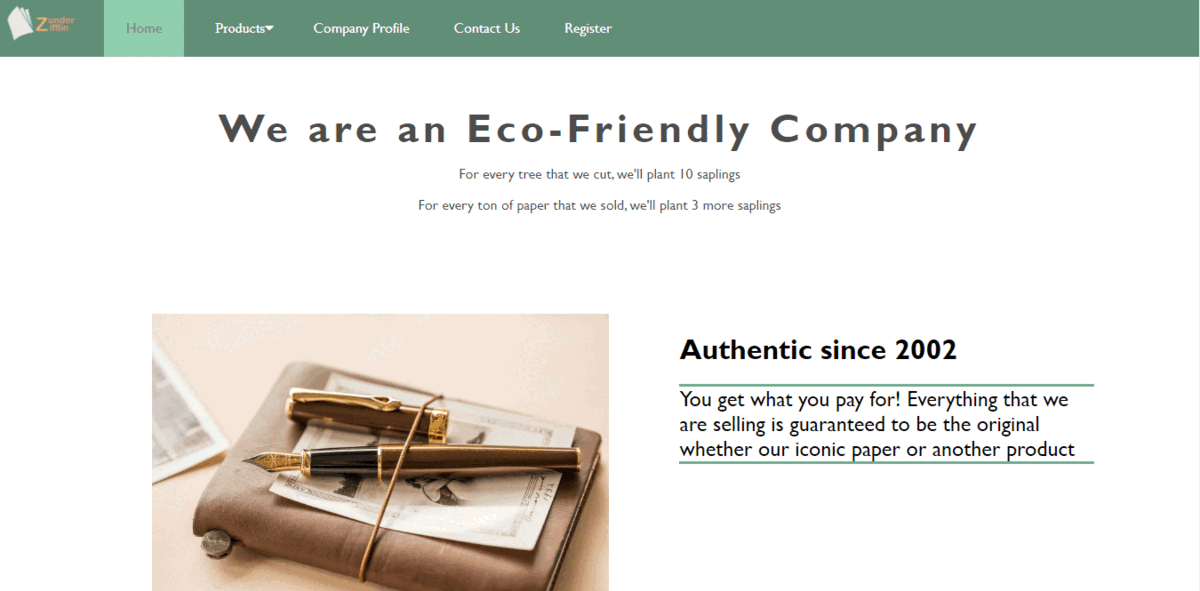 Zunder
Zifflin
Home
Products
Company Profile
Contact Us
Register
We are an Eco-Friendly Company
For every tree that we cut, we'll plant 10 saplings
For every ton of paper that we sold, we'll plant 3 more saplings
Authentic since 2002
You get what you pay for! Everything that we
are selling is guaranteed to be the original
whether our iconic paper or another product